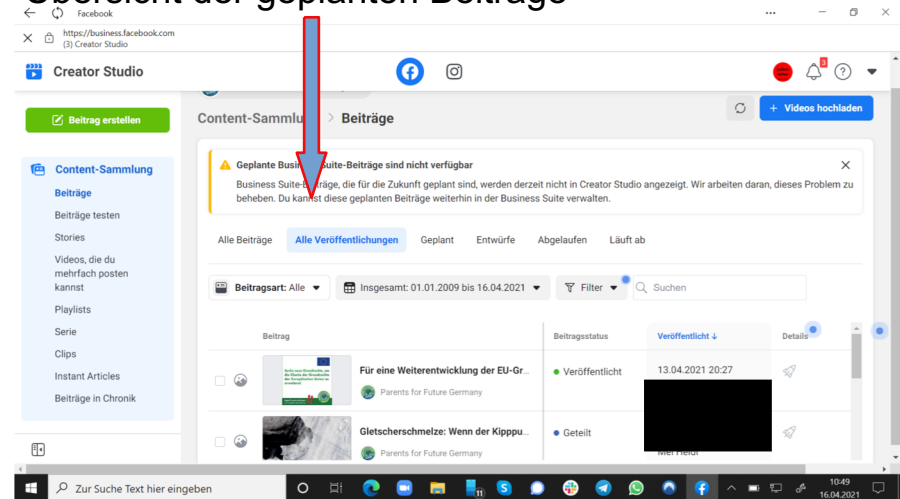 Übersicht der geplanten Beiträge
Facebook
https://business.facebook.com
(3) Creator Studio
Creator Studio
3
Beitrag erstellen
Content-Sammlu > Beiträge
+ Videos hochladen
Content-Sammlung
Beiträge
Beiträge testen
Stories
Videos, die du
mehrfach posten
kannst
Playlists
Serie
Clips
Instant Articles
Beiträge in Chronik
Geplante Bus Suite-Beiträge sind nicht verfügbar
Business Suite-B räge, die für die Zukunft geplant sind, werden derzeit nicht in Creator Studio angezeigt. Wir arbeiten daran, dieses Problem zu
beheben. Du kannst diese geplanten Beiträge weiterhin in der Business Suite verwalten.
Alle Beiträge Alle Veröffentlichungen Geplant Entwürfe Abgelaufen Läuft ab
Beitragsart: Alle Insgesamt: 01.01.2009 bis 16.04.2021 Filter Suchen
Beitrag Beitragsstatus Veröffentlicht ↓ Details
Für eine Weiterentwicklung der EU-Gr... Veröffentlicht 13.04.2021 20:27
Parents for Future Germany
Gletscherschmelze: Wenn der Kipppu... Geteilt
Parents for Future Germany
Zur Suche Text hier eingeben
11
10:49
16.04.2021